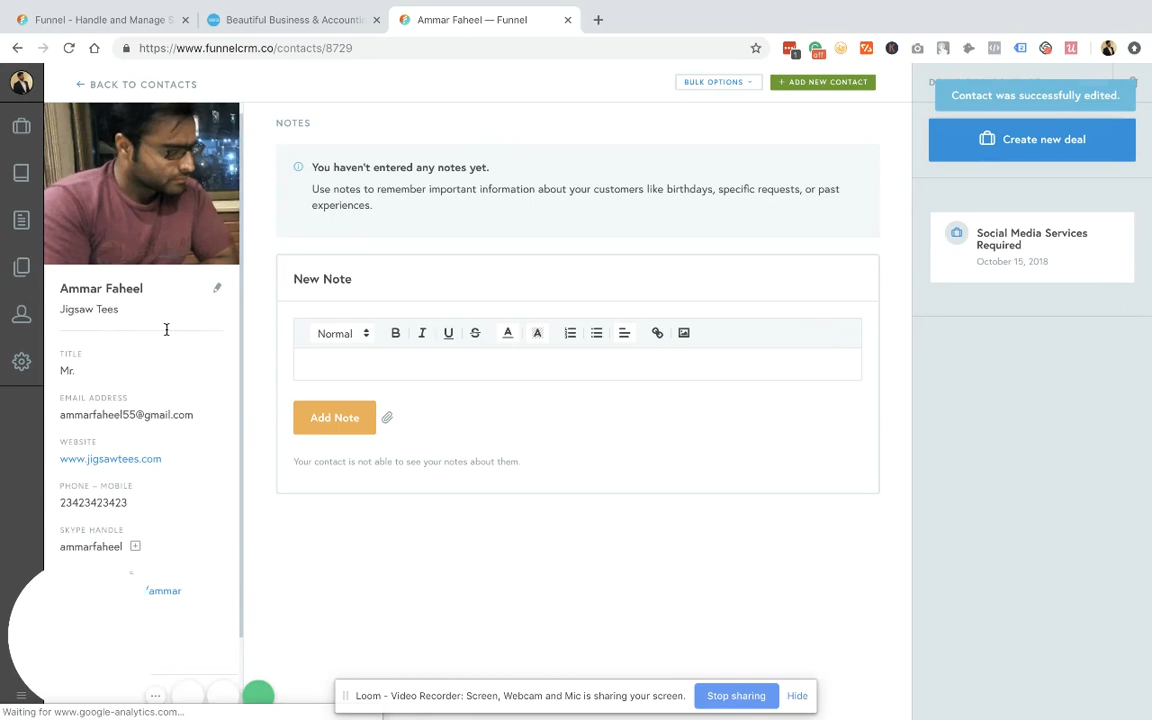 Funnel - Handle and Manage S
Beautiful Business & Accountin
Ammar Faheel — Funnel
https://www.funnelcrm.co/contacts/8729
1
off
BACK TO CONTACTS
BULK OPTIONS
+ ADD NEW CONTACT
Contact was successfully edited.
Create new deal
NOTES
You haven't entered any notes yet.
Use notes to remember important information about your customers like birthdays, specific requests, or past
experiences.
Social Media Services
Required
October 15, 2018
New Note
Normal
B I U S A A
Add Note
Your contact is not able to see your notes about them.
Ammar Faheel
Jigsaw Tees
TITLE
Mr.
EMAIL ADDRESS
ammarfaheel55@gmail.com
WEBSITE
www.jigsawtees.com
PHONE – MOBILE
23423423423
SKYPE HANDLE
ammarfaheel
/ammar
Loom - Video Recorder: Screen, Webcam and Mic is sharing your screen.
Stop sharing
Hide
Waiting for www.google-analytics.com...